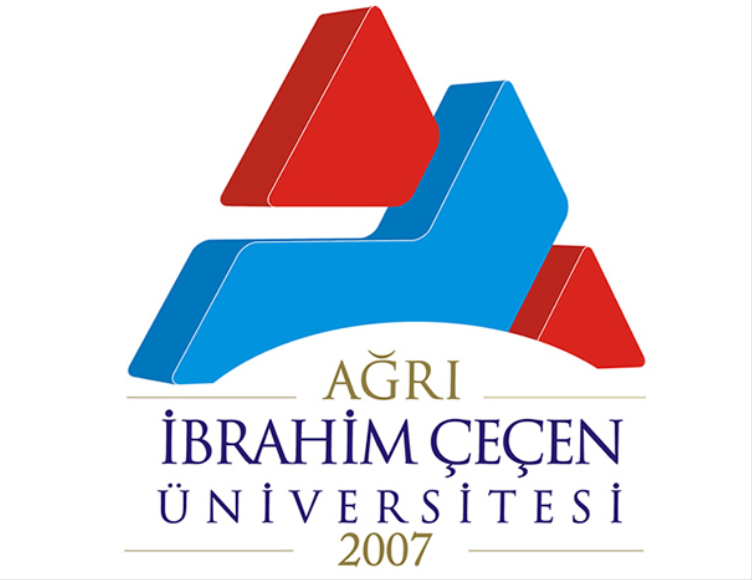 AĞRI
İBRAHİM ÇEÇEN
ÜNİVERSİTESİ
2007